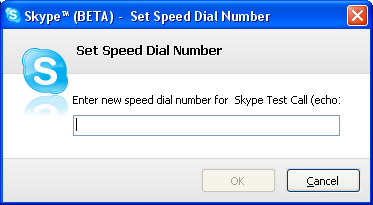 Skype™ (BETA) - Set Speed Dial Number
Set Speed Dial Number
Enter new speed dial number for Skype Test Call (echo1
OK
Cancel